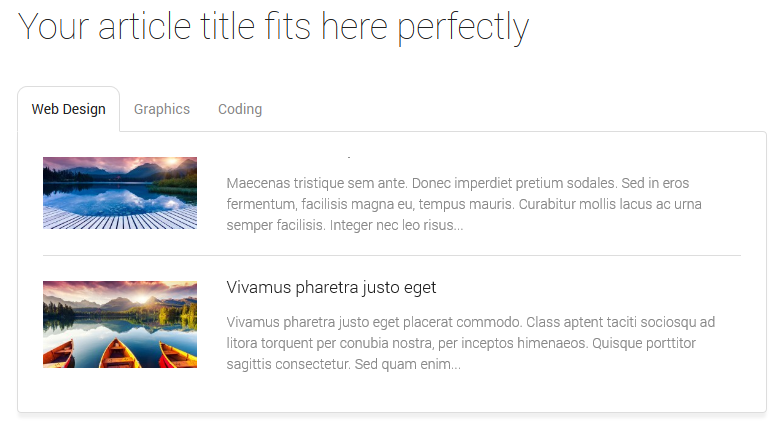 Your article title fits here perfectly
Web Design
Graphics
Coding
Maecenas tristique sem ante. Donec imperdiet pretium sodales. Sed in eros
fermentum, facilisis magna eu, tempus mauris. Curabitur mollis lacus ac urna
semper facilisis. Integer nec leo risus...
Vivamus pharetra justo eget
Vivamus pharetra justo eget placerat commodo. Class aptent taciti sociosqu ad
litora torquent per conubia nostra, per inceptos himenaeos. Quisque porttitor
sagittis consectetur. Sed quam enim...